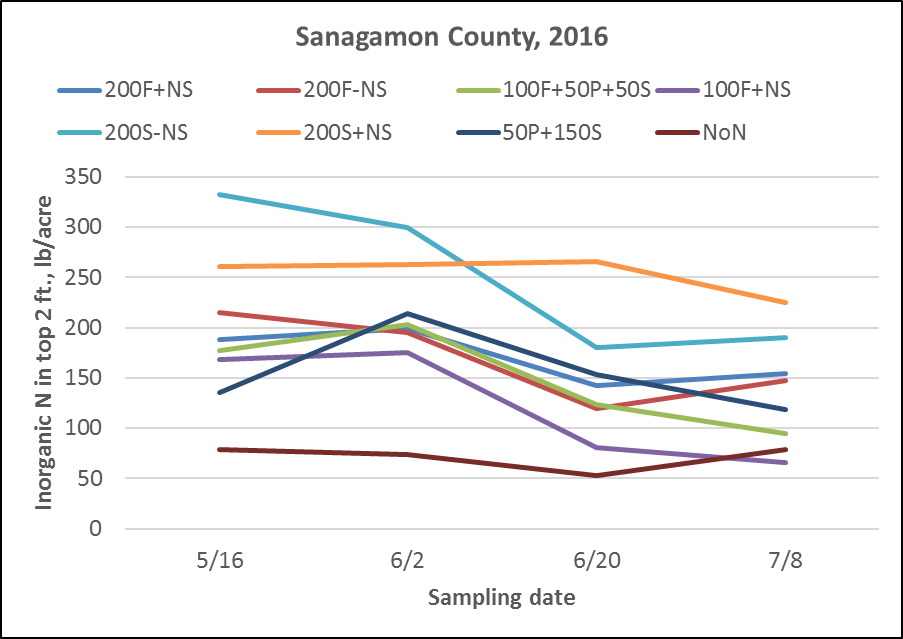 Sanagamon County, 2016
200F+NS 200F-NS 100F+50P+50S 100F+NS
200S-NS 200S+NS 50P+150S NoN
Inorganic N in top 2 ft., lb/acre
350
300
250
200
150
100
50
0
5/16 6/2 6/20 7/8
Sampling date